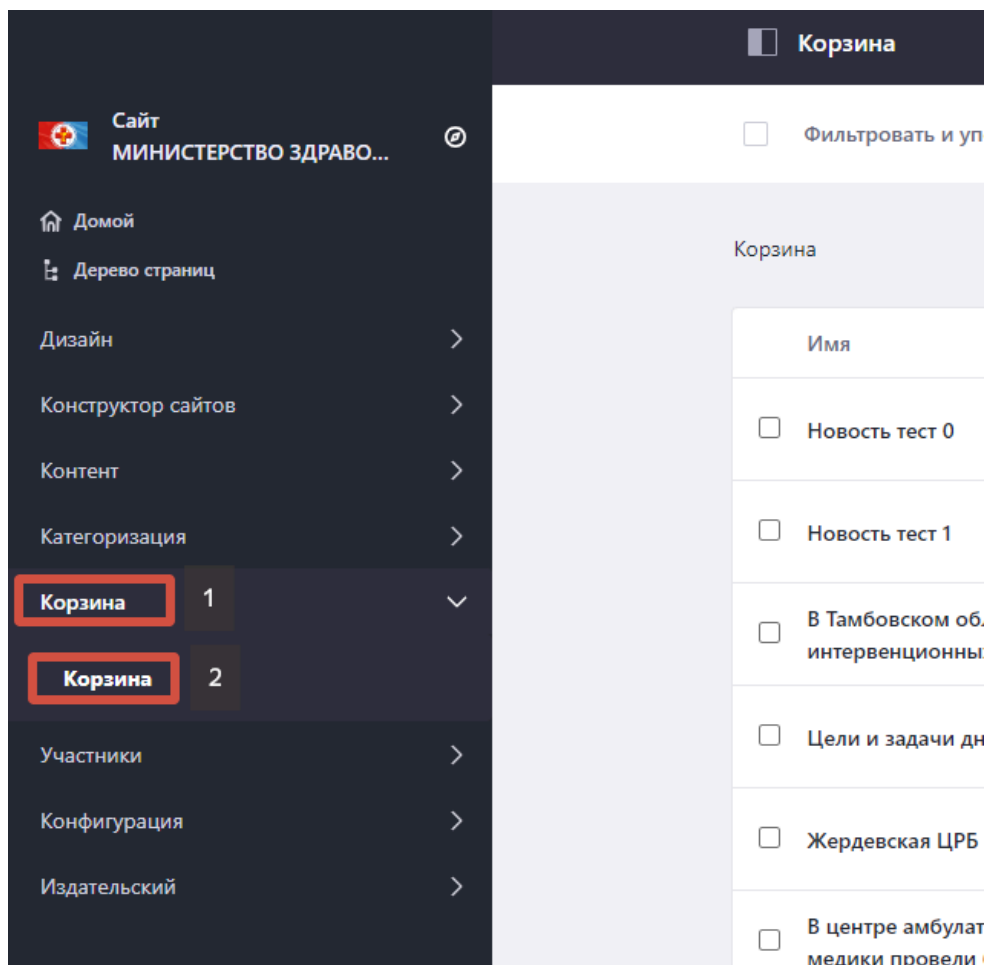 Корзина
Сайт
МИНИСТЕРСТВО ЗДРАВО...
Домой
Дерево страниц
Дизайн
Конструктор сайтов
Контент
Категоризация
Корзина 1
Корзина 2
Участники
Конфигурация
Издательский
Фильтровать и уп
Корзина
Имя
Новость тест 0
Новость тест 1
В Тамбовском об
интервенционны
Цели и задачи дн
Жердевская ЦРБ
В центре амбулат
медики провели